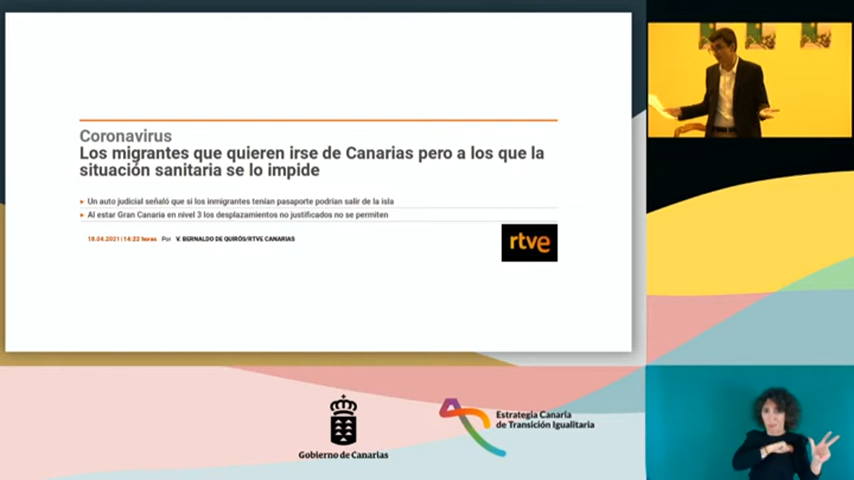 Coronavirus
Los migrantes que quieren irse de Canarias pero a los que la
situación sanitaria se lo impide
Un auto judicial señaló que si los inmigrantes tenían pasaporte podrían salir de la isla
Al estar Gran Canaria en nivel 3 los desplazamientos no justificados no se permiten
18.04.2021 | 14:22 horas Por V. BERNALDO DE QUIRÓS/RTVE CANARIAS
rtve
Gobierno de Canarias
Estrategia Canaria
de Transición Igualitaria